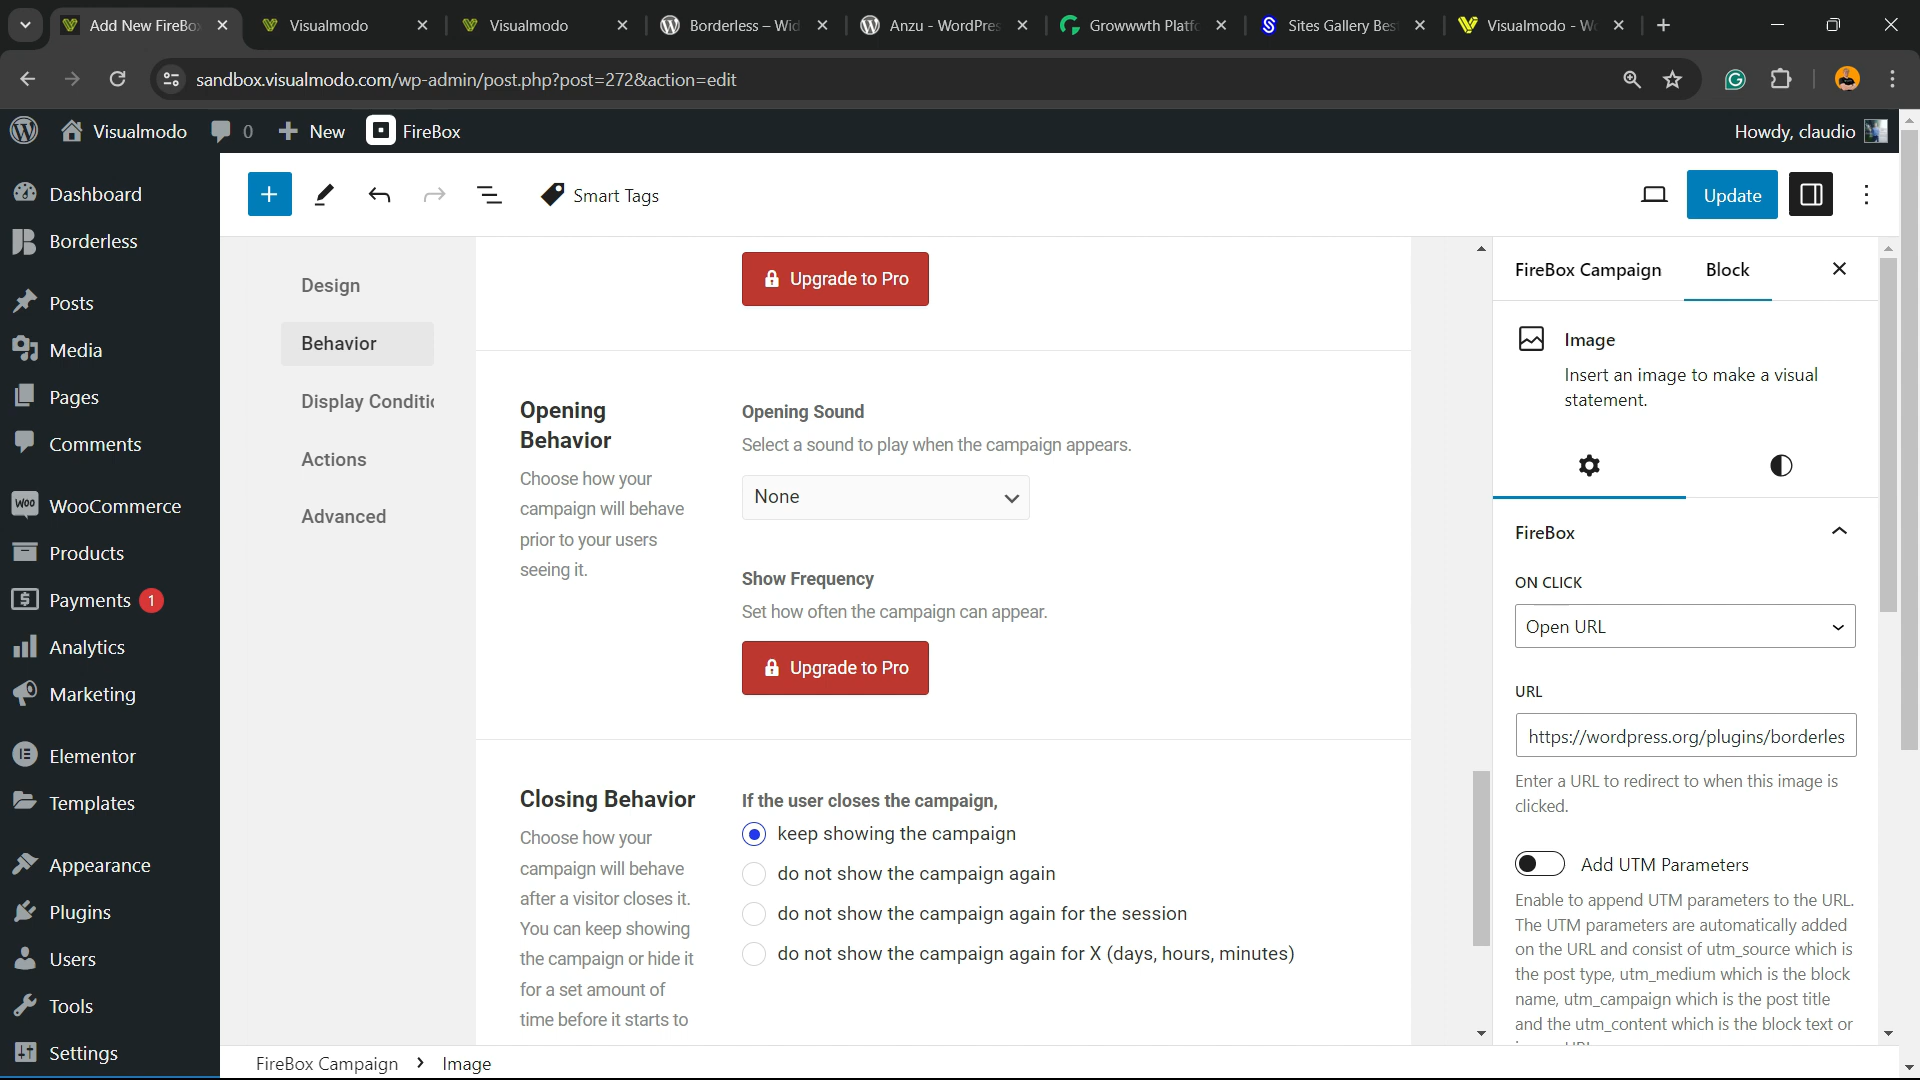 Add New FireBo
Visualmodo
Visualmodo
Borderless – Wid
Anzu - WordPres
Growwwth Platfo
Sites Gallery Bes
Visualmodo - W
sandbox.visualmodo.com/wp-admin/post.php?post=272&action=edit
Visualmodo
0
New
FireBox
Howdy, claudio
Dashboard
Borderless
Posts
Media
Pages
Comments
WooCommerce
Products
Payments 1
Analytics
Marketing
Elementor
Templates
Appearance
Plugins
Users
Tools
Settings
Smart Tags
Update
Design
Behavior
Display Conditi
Actions
Advanced
Upgrade to Pro
Opening
Behavior
Choose how your
campaign will behave
prior to your users
seeing it.
Opening Sound
Select a sound to play when the campaign appears.
None
Show Frequency
Set how often the campaign can appear.
Upgrade to Pro
Closing Behavior
Choose how your
campaign will behave
after a visitor closes it.
You can keep showing
the campaign or hide it
for a set amount of
time before it starts to
If the user closes the campaign,
keep showing the campaign
do not show the campaign again
do not show the campaign again for the session
do not show the campaign again for X (days, hours, minutes)
FireBox Campaign
Block
Image
Insert an image to make a visual
statement.
FireBox
ON CLICK
Open URL
URL
https://wordpress.org/plugins/borderles
Enter a URL to redirect to when this image is
clicked.
Add UTM Parameters
Enable to append UTM parameters to the URL.
The UTM parameters are automatically added
on the URL and consist of utm_source which is
the post type, utm_medium which is the block
name, utm_campaign which is the post title
and the utm_content which is the block text or
FireBox Campaign › Image